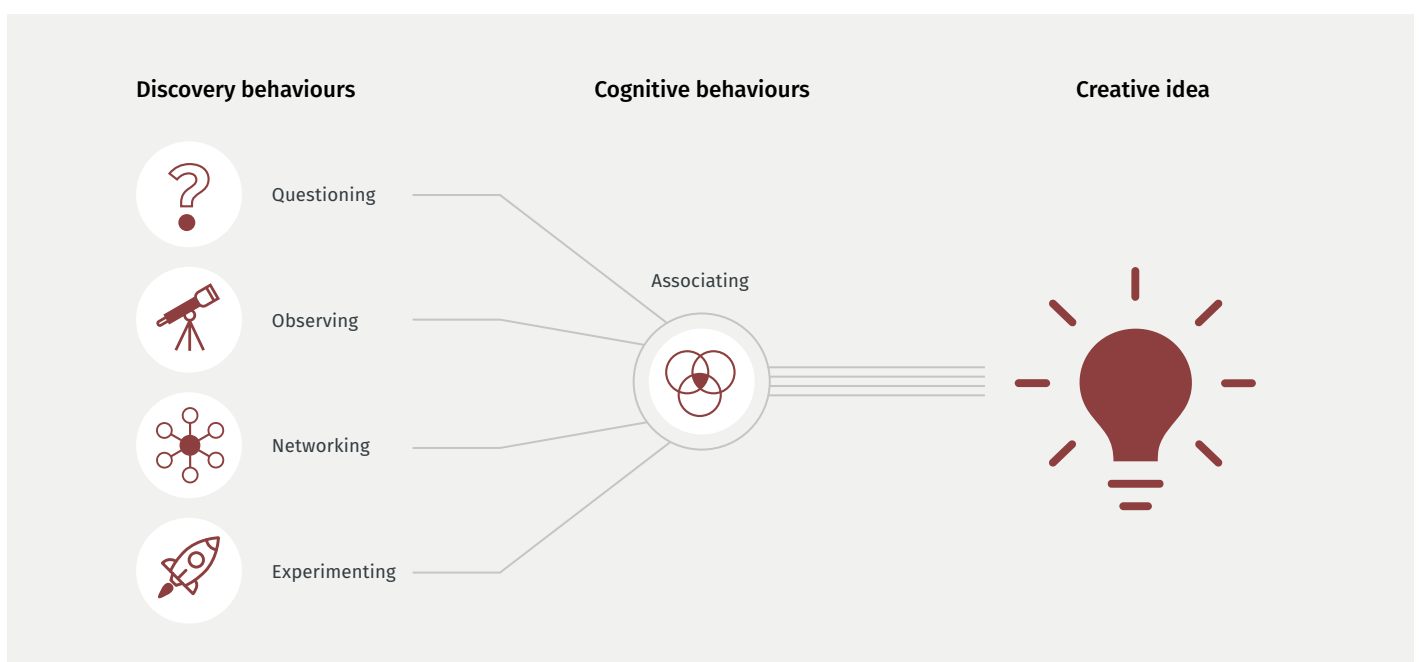 Discovery behaviours
Cognitive behaviours
Creative idea
Questioning
Observing
Networking
Experimenting
Associating